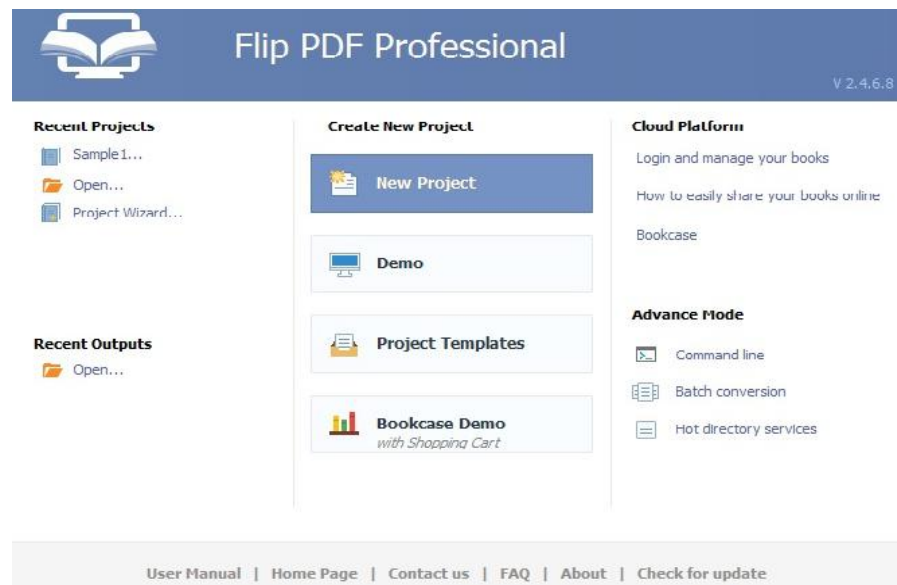 Flip PDF Professional
V 2.4.6.8
Recent Projects
Sample1...
Open...
Project Wizard...
Recent Outputs
Open...
Create New Project
New Project
Demo
Project Templates
Bookcase Demo
with Shopping Cart
Cloud Platform
Login and manage your books
How to easily share your books online
Bookcase
Advance Mode
Command line
Batch conversion
Hot directory services
User Manual | Home Page | Contact us | FAQ | About | Check for update